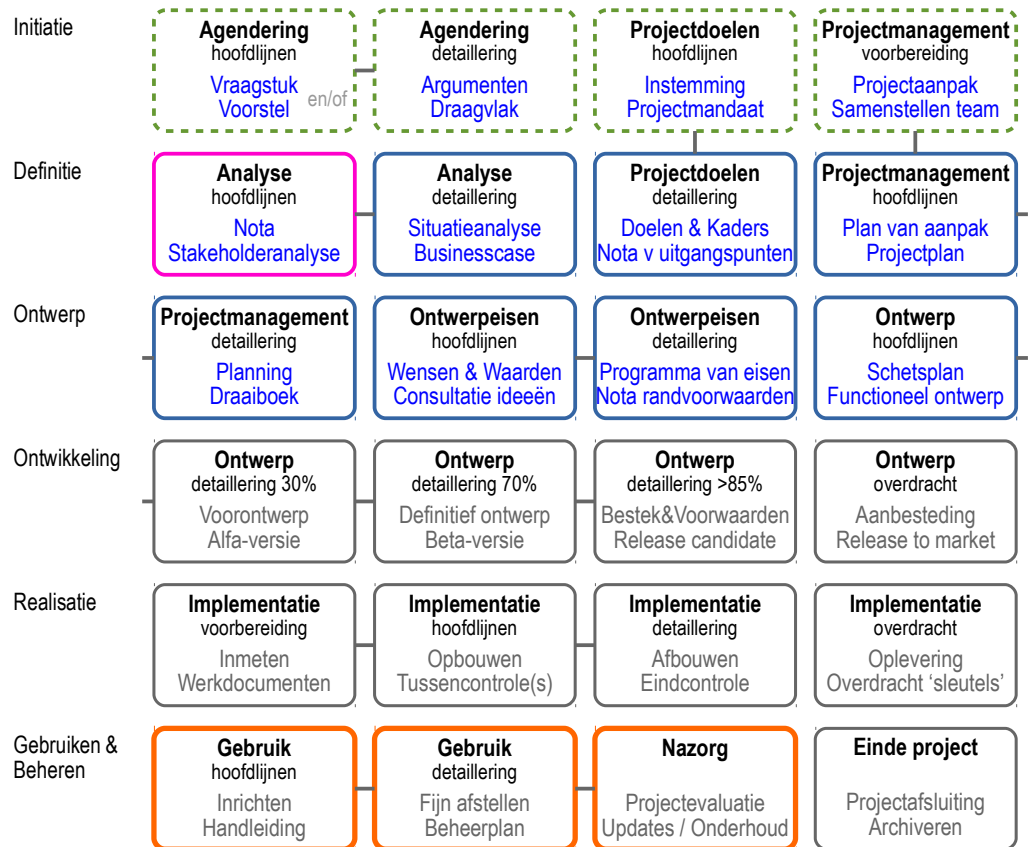 Initiatie
Agendering
hoofdlijnen
Vraagstuk
Voorstel
en/of
Agendering
detaillering
Argumenten
Draagvlak
Projectdoelen
hoofdlijnen
Instemming
Projectmandaat
Projectmanagement
voorbereiding
Projectaanpak
Samenstellen team
Definitie
Analyse
hoofdlijnen
Nota
Stakeholderanalyse
Analyse
detaillering
Situatieanalyse
Businesscase
Projectdoelen
detaillering
Doelen & Kaders
Nota v uitgangspunten
Projectmanagement
hoofdlijnen
Plan van aanpak
Projectplan
Ontwerp
Projectmanagement
detaillering
Planning
Draaiboek
Ontwerpeisen
hoofdlijnen
Wensen & Waarden
Consultatie ideeën
Ontwerpeisen
detaillering
Programma van eisen
Nota randvoorwaarden
Ontwerp
hoofdlijnen
Schetsplan
Functioneel ontwerp
Ontwikkeling
Ontwerp
detaillering 30%
Voorontwerp
Alfa-versie
Ontwerp
detaillering 70%
Definitief ontwerp
Beta-versie
Ontwerp
detaillering >85%
Bestek&Voorwaarden
Release candidate
Ontwerp
overdracht
Aanbesteding
Release to market
Realisatie
Implementatie
voorbereiding
Inmeten
Werkdocumenten
Implementatie
hoofdlijnen
Opbouwen
Tussencontrole(s)
Implementatie
detaillering
Afbouwen
Eindcontrole
Implementatie
overdracht
Oplevering
Overdracht ‘sleutels’
Gebruiken &
Beheren
Gebruik
hoofdlijnen
Inrichten
Handleiding
Gebruik
detaillering
Fijn afstellen
Beheerplan
Nazorg
Projectevaluatie
Updates / Onderhoud
Einde project
Projectafsluiting
Archiveren